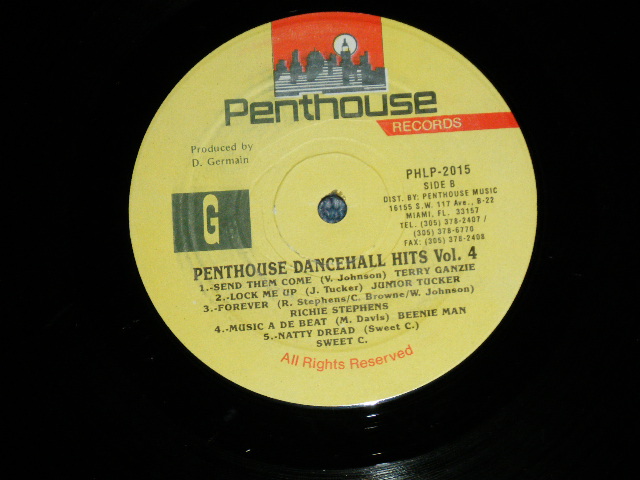 Penthouse
RECORDS
Produced by
D. Germain
G
PHLP-2015
SIDE B
DIST. BY: PENTHOUSE MUSIC
16155 S.W. 117 Ave., B-22
MIAMI, FL. 33157
TEL. (305) 378-2407 /
(305) 378-6770
FAX: (305) 378-2408
PENTHOUSE DANCEHALL HITS Vol. 4
1.-SEND THEM COME (V. Johnson) TERRY GANZIE
2.-LOCK ME UP (J. Tucker) JUNIOR TUCKER
3.-FOREVER (R. Stephens/C. Browne/W. Johnson)
RICHIE STEPHENS
4.-MUSIC A DE BEAT (M. Davis) BEENIE MAN
5.-NATTY DREAD (Sweet C.)
SWEET C.
All Rights Reserved